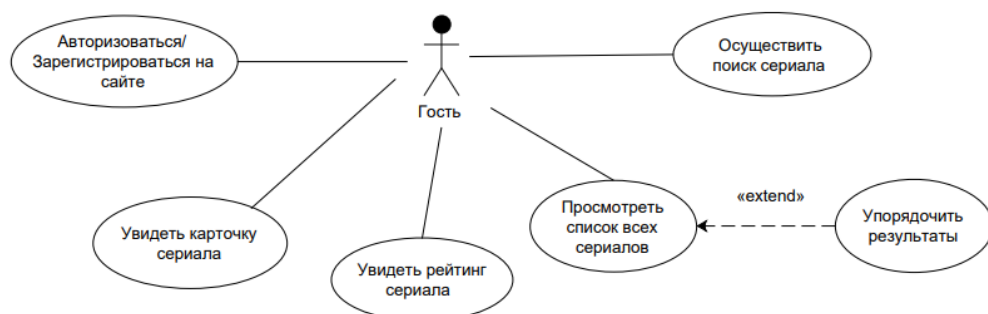 Авторизоваться/
Зарегистрироваться на
сайте
Осуществить
поиск сериала
Гость
Увидеть карточку
сериала
Увидеть рейтинг
сериала
Просмотреть
список всех
сериалов
«extend»
Упорядочить
результаты